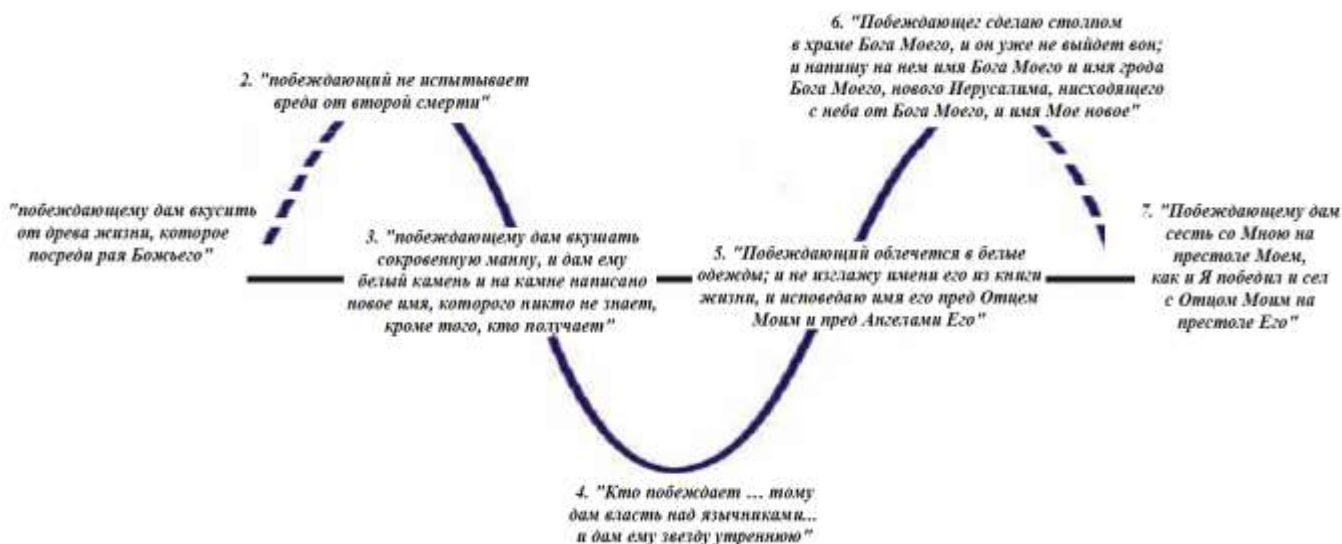 "побеждающему дам вкусить
от древа жизни, которое
посреди рая Божьего"
2. "побеждающий не испытывает
вреда от второй смерти"
3. "побеждающему дам вкушать
сокровенную манну, и дам ему
белый камень и на камне написано
новое имя, которого никто не знает,
кроме того, кто получает"
4. "Кто побеждает ... тому
дам власть над язычниками...
и дам ему звезду утреннюю"
5. "Побеждающий облечется в белые
одежды; и не изглажу имени его из книги
жизни, и исповедаю имя его пред Отцем
Моим и пред Ангелами Его"
6. "Побеждающег сделаю столпом
в храме Бога Моего, и он уже не выйдет вон;
и напишу на нем имя Бога Моего и имя грода
Бога Моего, нового Иерусалима, нисходящего
с неба от Бога Моего, и имя Мое новое"
7. "Побеждающему дам
сесть со Мною на
престоле Моем,
как и Я победил и сел
с Отцом Моим на
престоле Его"